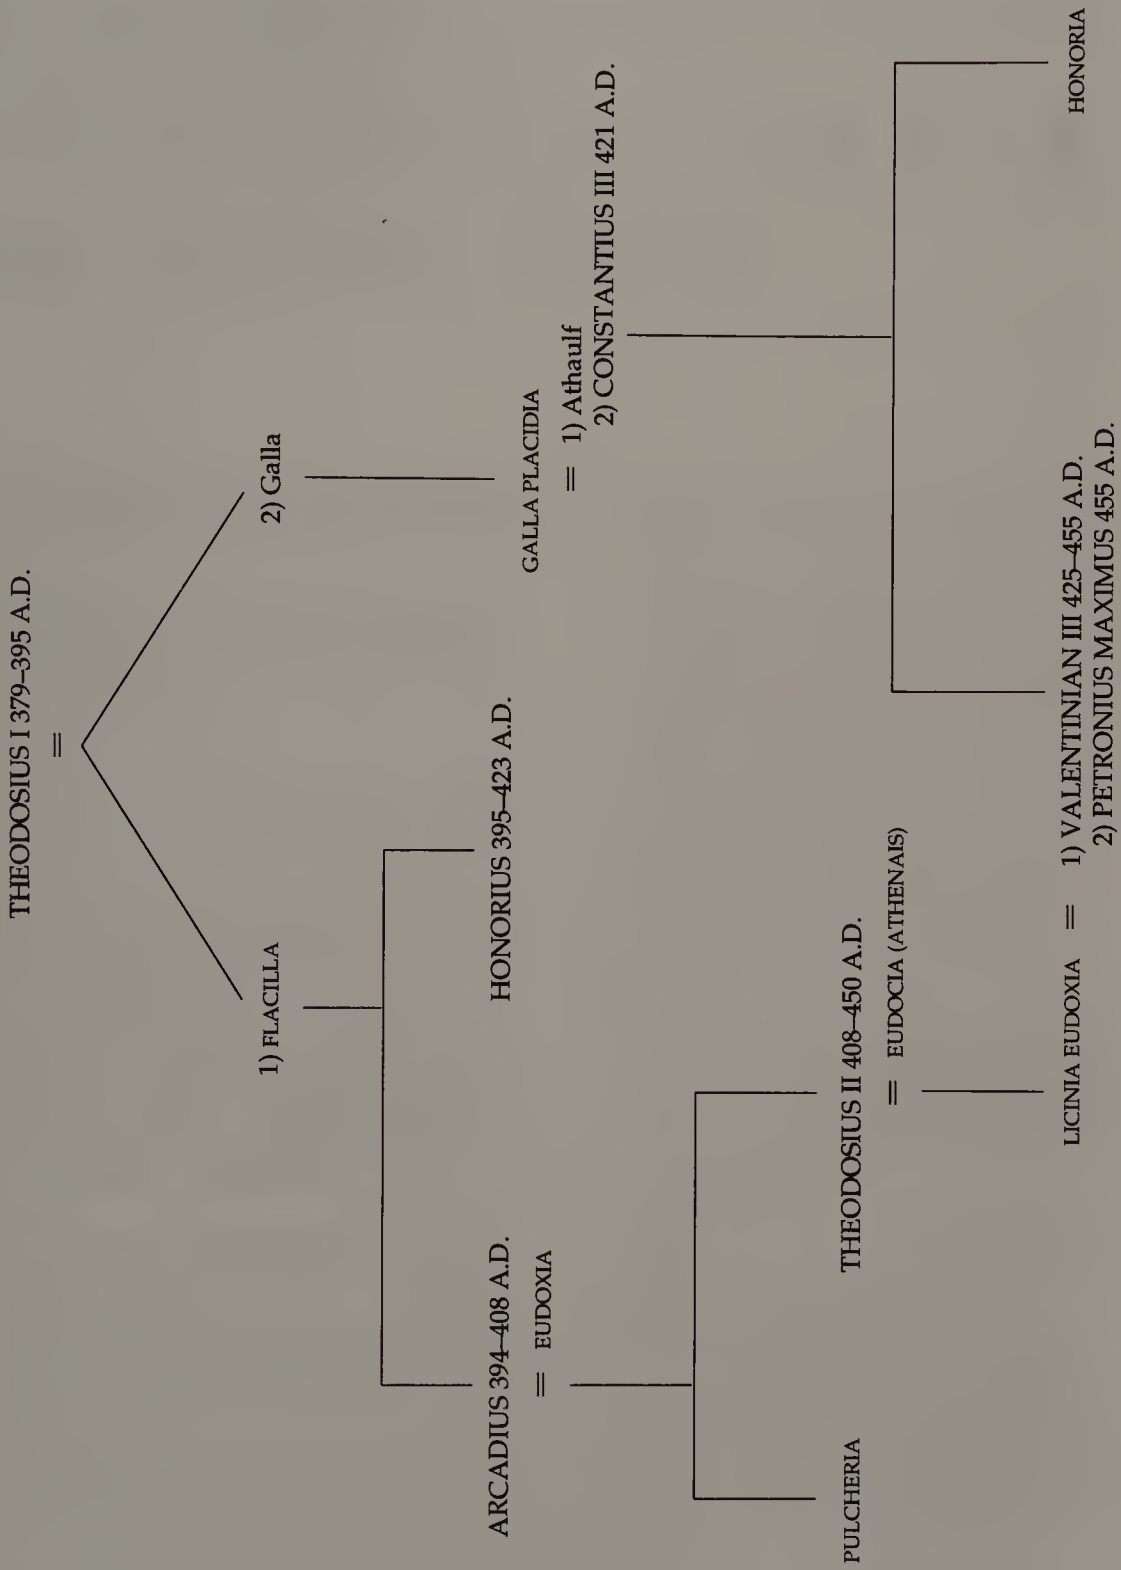 THEODOSIUS I 379–395 A.D.
=
1) FLACILLA
2) Galla
ARCADIUS 394–408 A.D.
= EUDOXIA
HONORIUS 395–423 A.D.
GALLA PLACIDIA
= 1) Athaulf
2) CONSTANTIUS III 421 A.D.
PULCHERIA
THEODOSIUS II 408–450 A.D.
= EUDOCIA (ATHENAIS)
LICINIA EUDOXIA = 1) VALENTINIAN III 425–455 A.D.
2) PETRONIUS MAXIMUS 455 A.D.
HONORIA